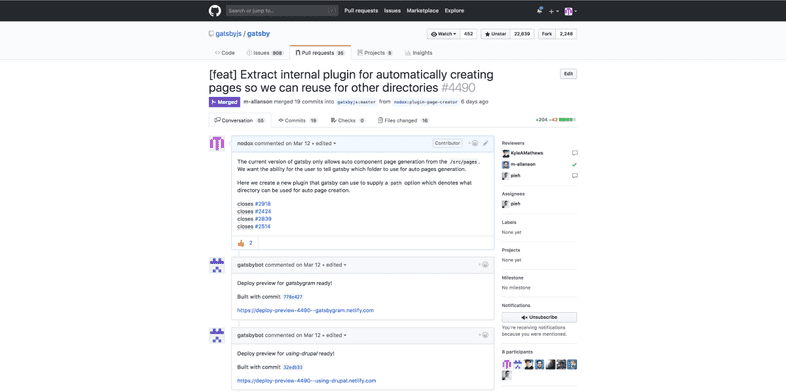 Search or jump to... /
Pull requests Issues Marketplace Explore
gatsbyjs / gatsby
Watch 452 Unstar 22,639 Fork 2,246
Code Issues 808 Pull requests 35 Projects 5 Insights
[feat] Extract internal plugin for automatically creating
pages so we can reuse for other directories #4490
Edit
Merged m-allanson merged 19 commits into gatsbyjs:master from nodox:plugin-page-creator 6 days ago
Conversation 53 Commits 19 Checks 0 Files changed 16
+204 -42
nodox commented on Mar 12 • edited
Contributor
The current version of gatsby only allows auto component page generation from the /src/pages.
We want the ability for the user to tell gatsby which folder to use for auto pages generation.
Here we create a new plugin that gatsby can use to supply a path option which denotes what
directory can be used for auto page creation.
closes #2918
closes #2424
closes #2839
closes #2514
2
gatsbybot commented on Mar 12 • edited
Deploy preview for gatsbygram ready!
Built with commit 778e427
https://deploy-preview-4490--gatsbygram.netlify.com
gatsbybot commented on Mar 12 • edited
Deploy preview for using-drupal ready!
Built with commit 32edb33
https://deploy-preview-4490--using-drupal.netlify.com
Reviewers
KyleAMathews
m-allanson
pieh
Assignees
pieh
Labels
None yet
Projects
None yet
Milestone
No milestone
Notifications
Unsubscribe
You're receiving notifications
because you were mentioned.
8 participants